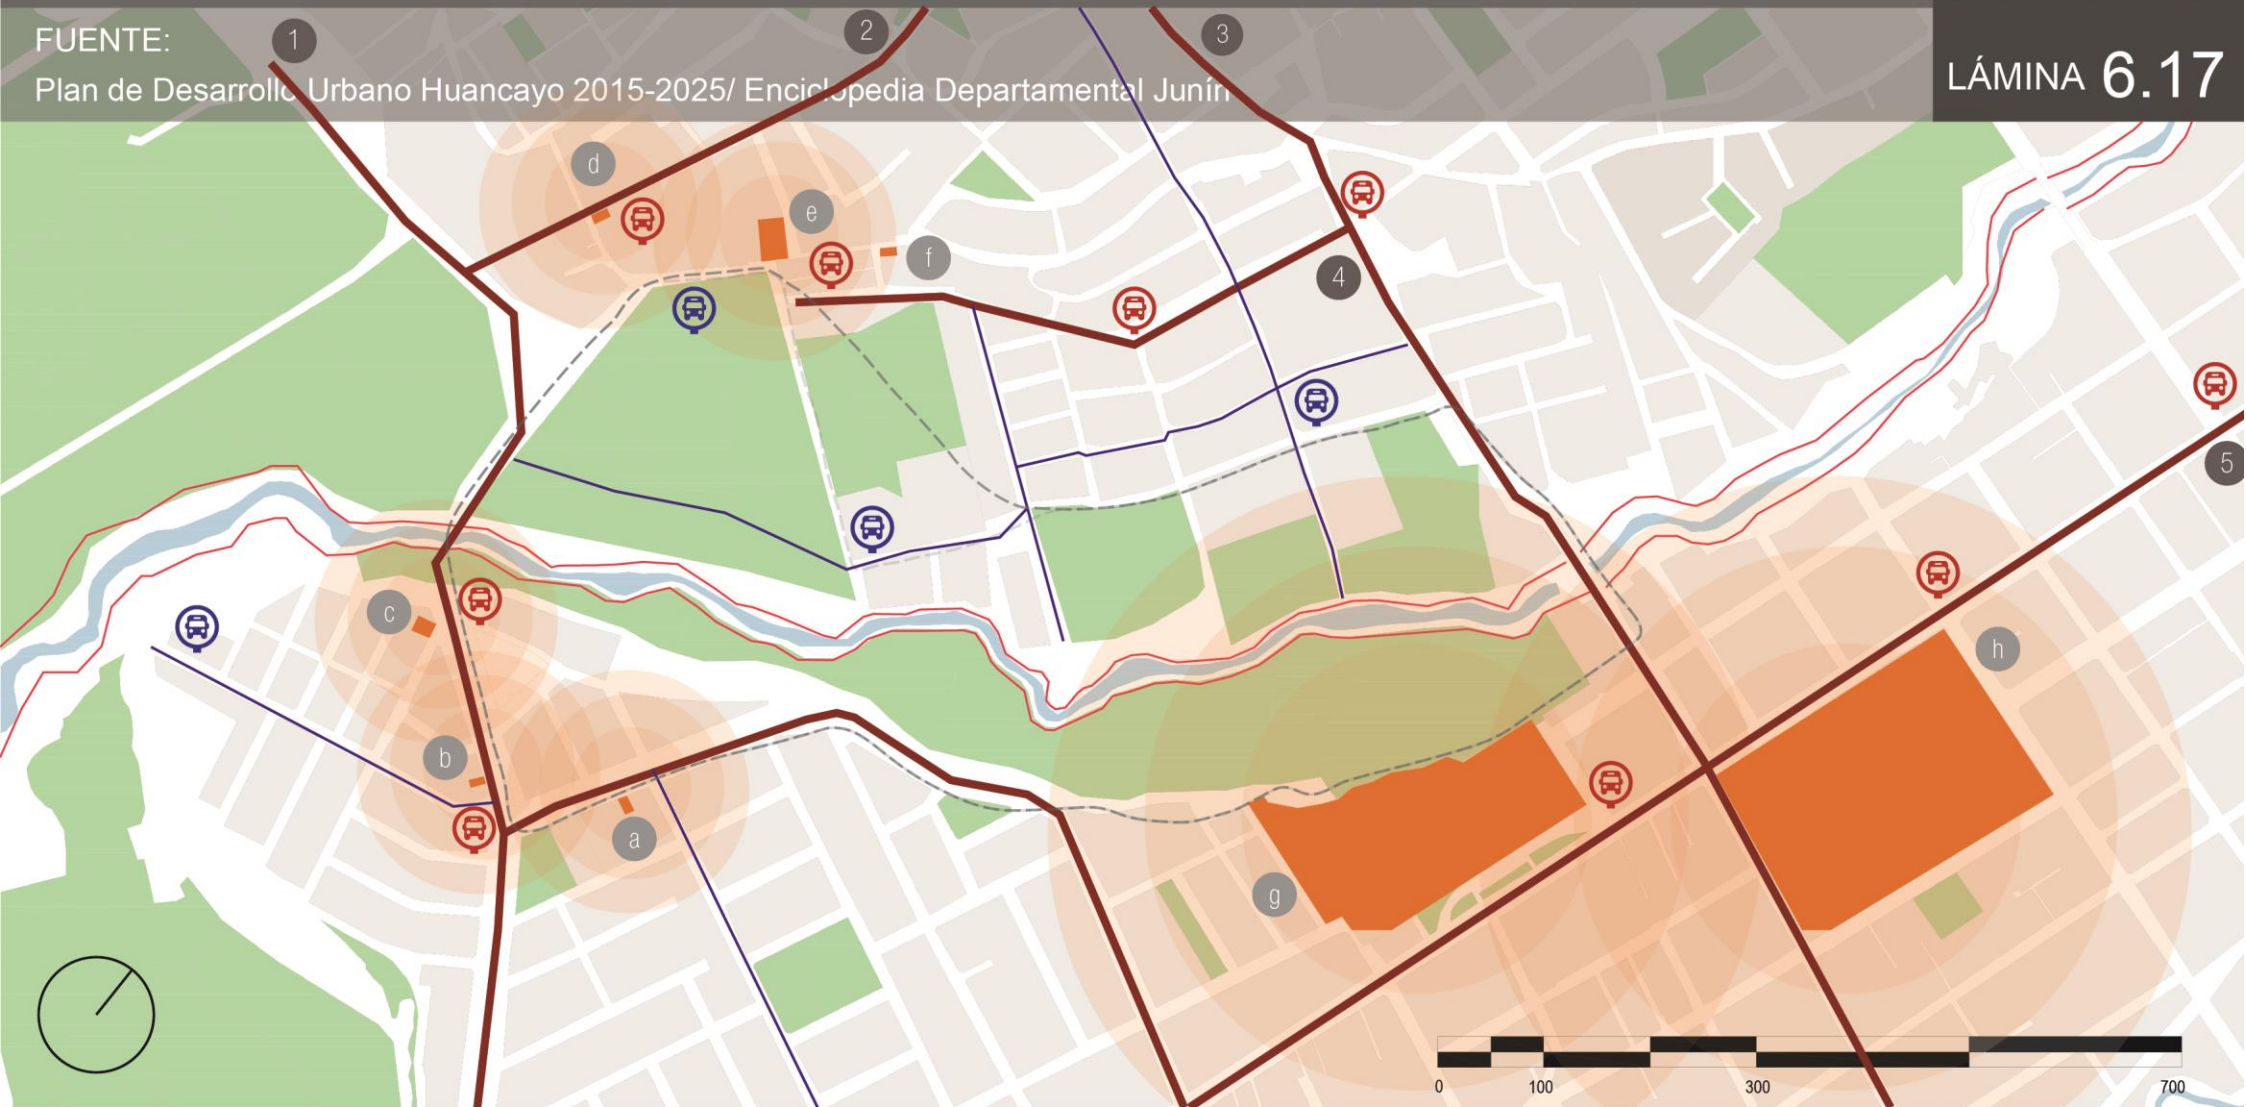 FUENTE:
Plan de Desarrollo Urbano Huancayo 2015-2025/ Enciclopedia Departamental Junín
LÁMINA 6.17
1
2
3
d
e
f
4
5
c
h
b
a
g
0 100 300 700